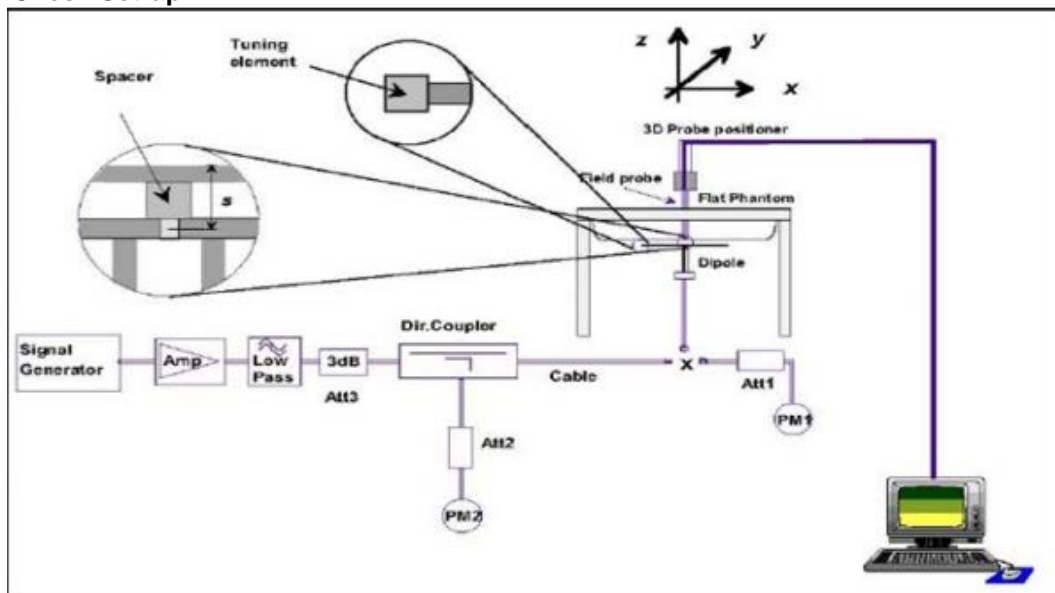 Tuning
element
Spacer
s
z
y
x
3D Probe positioner
Field probe
Flat Phantom
Dipole
Signal
Generator
Amp
Low
Pass
3dB
Att3
Dir.Coupler
Cable
x
Att1
PM1
Att2
PM2